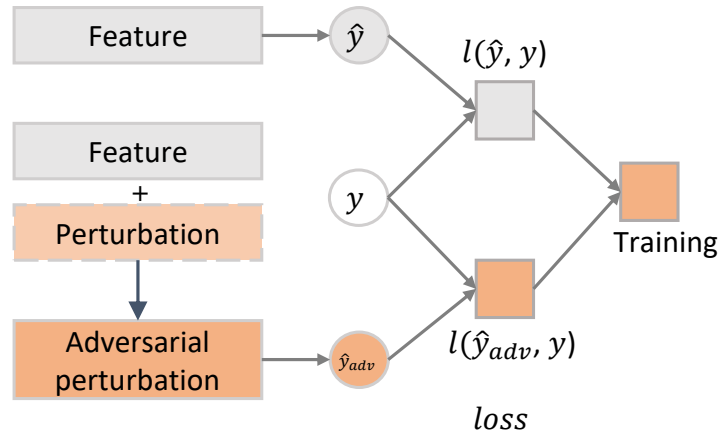 Feature
ŷ
l(ŷ, y)
Feature
+
Perturbation
y
Training
Adversarial
perturbation
ŷ_adv
l(ŷ_adv, y)
loss